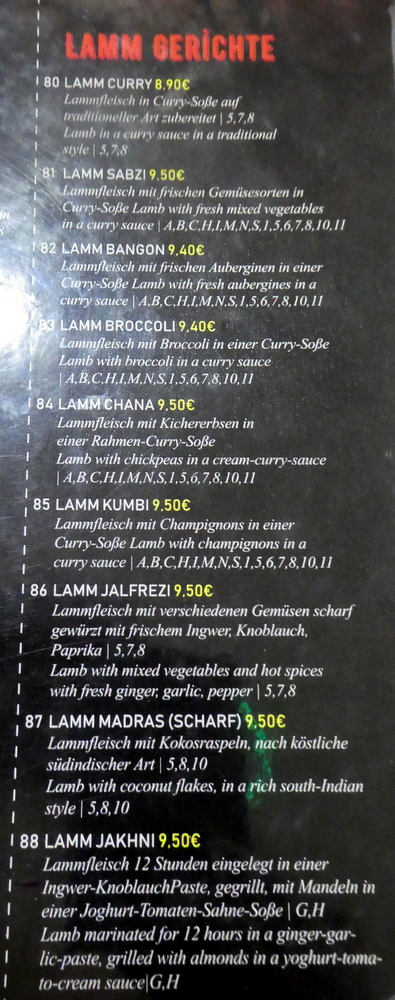 LAMM GERİCHTE
80 LAMM CURRY 8.90€
Lammfleisch in Curry-Soße auf
traditioneller Art zubereitet | 5,7,8
Lamb in a curry sauce in a traditional
style | 5,7,8
81 LAMM SABZI 9,50€
Lammfleisch mit frischen Gemüsesorten in
Curry-Soße Lamb with fresh mixed vegetables
in a curry sauce | A,B,C,H,I,M,N,S,1,5,6,7,8,10,11
82 LAMM BANGON 9,40€
Lammfleisch mit frischen Auberginen in einer
Curry-Soße Lamb with fresh aubergines in a
curry sauce | A,B,C,H,I,M,N,S,1,5,6,7,8,10,11
83 LAMM BROCCOLI 9,40€
Lammfleisch mit Broccoli in einer Curry-Soße
Lamb with broccoli in a curry sauce
| A,B,C,H,I,M,N,S,1,5,6,7,8,10,11
84 LAMM CHANA 9,50€
Lammfleisch mit Kichererbsen in
einer Rahmen-Curry-Soße
Lamb with chickpeas in a cream-curry-sauce
| A,B,C,H,I,M,N,S,1,5,6,7,8,10,11
85 LAMM KUMBI 9,50€
Lammfleisch mit Champignons in einer
Curry-Soße Lamb with champignons in a
curry sauce | A,B,C,H,I,M,N,S,1,5,6,7,8,10,11
86 LAMM JALFREZI 9,50€
Lammfleisch mit verschiedenen Gemüsen scharf
gewürzt mit frischem Ingwer, Knoblauch,
Paprika | 5,7,8
Lamb with mixed vegetables and hot spices
with fresh ginger, garlic, pepper | 5,7,8
87 LAMM MADRAS (SCHARF) 9,50€
Lammfleisch mit Kokosraspeln, nach köstliche
südindischer Art | 5,8,10
Lamb with coconut flakes, in a rich south-Indian
style | 5,8,10
88 LAMM JAKHNI 9,50€
Lammfleisch 12 Stunden eingelegt in einer
Ingwer-KnoblauchPaste, gegrillt, mit Mandeln in
einer Joghurt-Tomaten-Sahne-Soße | G,H
Lamb marinated for 12 hours in a ginger-gar-
lic-paste, grilled with almonds in a yoghurt-toma-
to-cream sauce|G,H